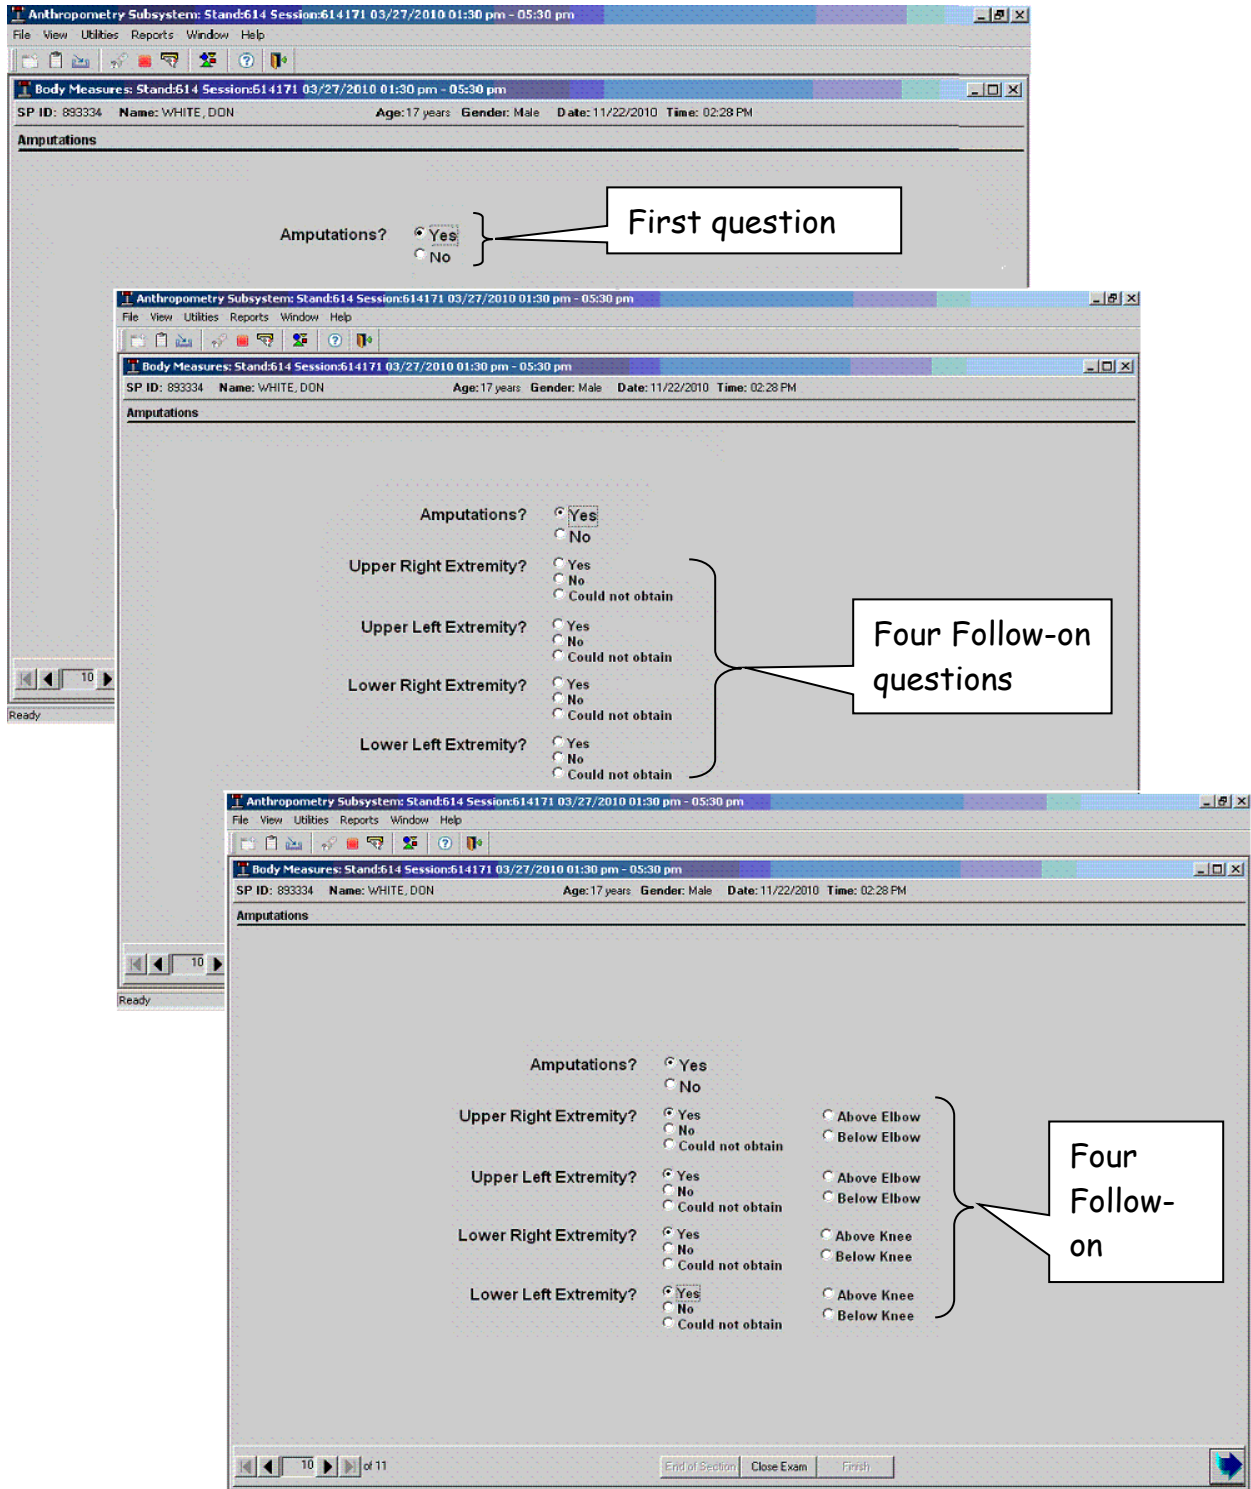 Anthropometry Subsystem: Stand:614 Session:614171 03/27/2010 01:30 pm - 05:30 pm
File View Utilities Reports Window Help
Body Measures: Stand:614 Session:614171 03/27/2010 01:30 pm - 05:30 pm
SP ID: 893334 Name: WHITE, DON Age: 17 years Gender: Male Date: 11/22/2010 Time: 02:28 PM
Amputations
Amputations? Yes
No
First question
10
Ready
Anthropometry Subsystem: Stand:614 Session:614171 03/27/2010 01:30 pm - 05:30 pm
File View Utilities Reports Window Help
Body Measures: Stand:614 Session:614171 03/27/2010 01:30 pm - 05:30 pm
SP ID: 893334 Name: WHITE, DON Age: 17 years Gender: Male Date: 11/22/2010 Time: 02:28 PM
Amputations
Amputations? Yes
No
Upper Right Extremity? Yes
No
Could not obtain
Upper Left Extremity? Yes
No
Could not obtain
Lower Right Extremity? Yes
No
Could not obtain
Lower Left Extremity? Yes
No
Could not obtain
Four Follow-on
questions
10
Ready
Anthropometry Subsystem: Stand:614 Session:614171 03/27/2010 01:30 pm - 05:30 pm
File View Utilities Reports Window Help
Body Measures: Stand:614 Session:614171 03/27/2010 01:30 pm - 05:30 pm
SP ID: 893334 Name: WHITE, DON Age: 17 years Gender: Male Date: 11/22/2010 Time: 02:28 PM
Amputations
Amputations? Yes
No
Upper Right Extremity? Yes Above Elbow
No Below Elbow
Could not obtain
Upper Left Extremity? Yes Above Elbow
No Below Elbow
Could not obtain
Lower Right Extremity? Yes Above Knee
No Below Knee
Could not obtain
Lower Left Extremity? Yes Above Knee
No Below Knee
Could not obtain
Four
Follow-
on
10 of 11 End of Section Close Exam Finish